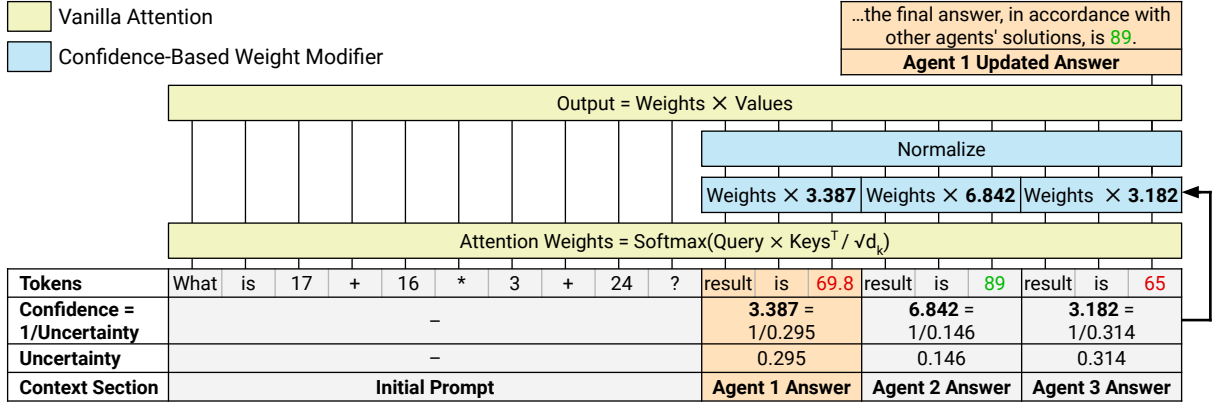 Vanilla Attention
Confidence-Based Weight Modifier
...the final answer, in accordance with
other agents' solutions, is 89.
Agent 1 Updated Answer
Output = Weights × Values
Normalize
Weights × 3.387 Weights × 6.842 Weights × 3.182
Attention Weights = Softmax(Query × Keysᵀ / √dₖ)
Tokens What is 17 + 16 * 3 + 24 ? result is 69.8 result is 89 result is 65
Confidence = 3.387 = 6.842 = 3.182 =
1/Uncertainty – 1/0.295 1/0.146 1/0.314
Uncertainty – 0.295 0.146 0.314
Context Section Initial Prompt Agent 1 Answer Agent 2 Answer Agent 3 Answer